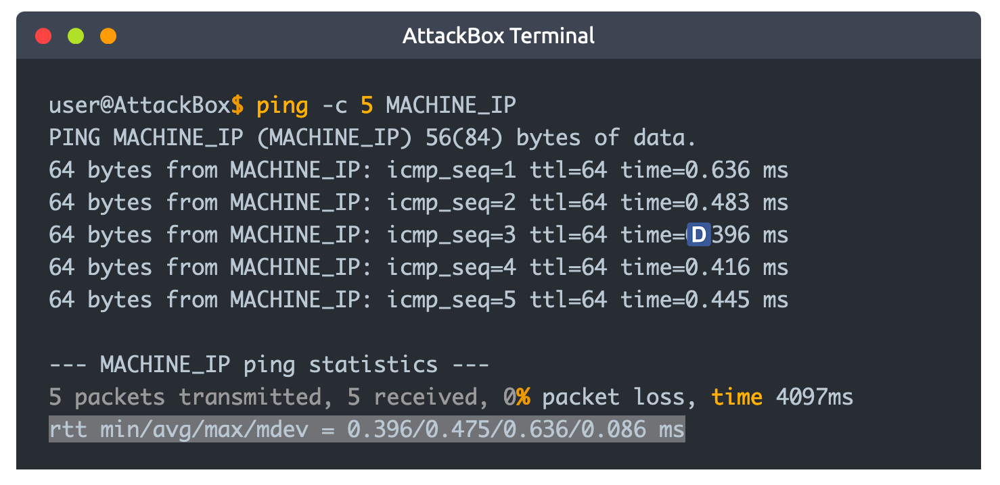 AttackBox Terminal
user@AttackBox$ ping -c 5 MACHINE_IP
PING MACHINE_IP (MACHINE_IP) 56(84) bytes of data.
64 bytes from MACHINE_IP: icmp_seq=1 ttl=64 time=0.636 ms
64 bytes from MACHINE_IP: icmp_seq=2 ttl=64 time=0.483 ms
64 bytes from MACHINE_IP: icmp_seq=3 ttl=64 time=D396 ms
64 bytes from MACHINE_IP: icmp_seq=4 ttl=64 time=0.416 ms
64 bytes from MACHINE_IP: icmp_seq=5 ttl=64 time=0.445 ms
--- MACHINE_IP ping statistics ---
5 packets transmitted, 5 received, 0% packet loss, time 4097ms
rtt min/avg/max/mdev = 0.396/0.475/0.636/0.086 ms